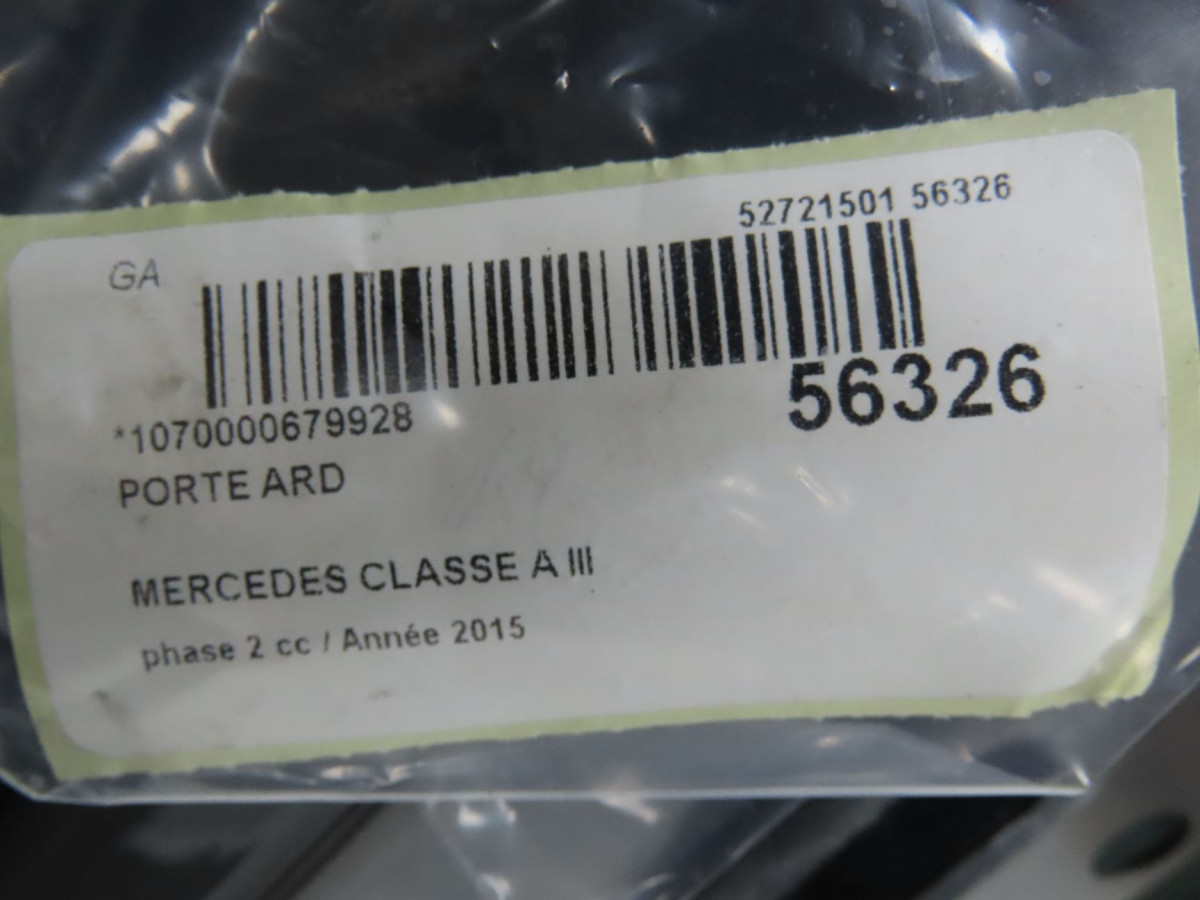 52721501 56326
GA
56326
*1070000679928
PORTE ARD
MERCEDES CLASSE A III
phase 2 cc / Année 2015